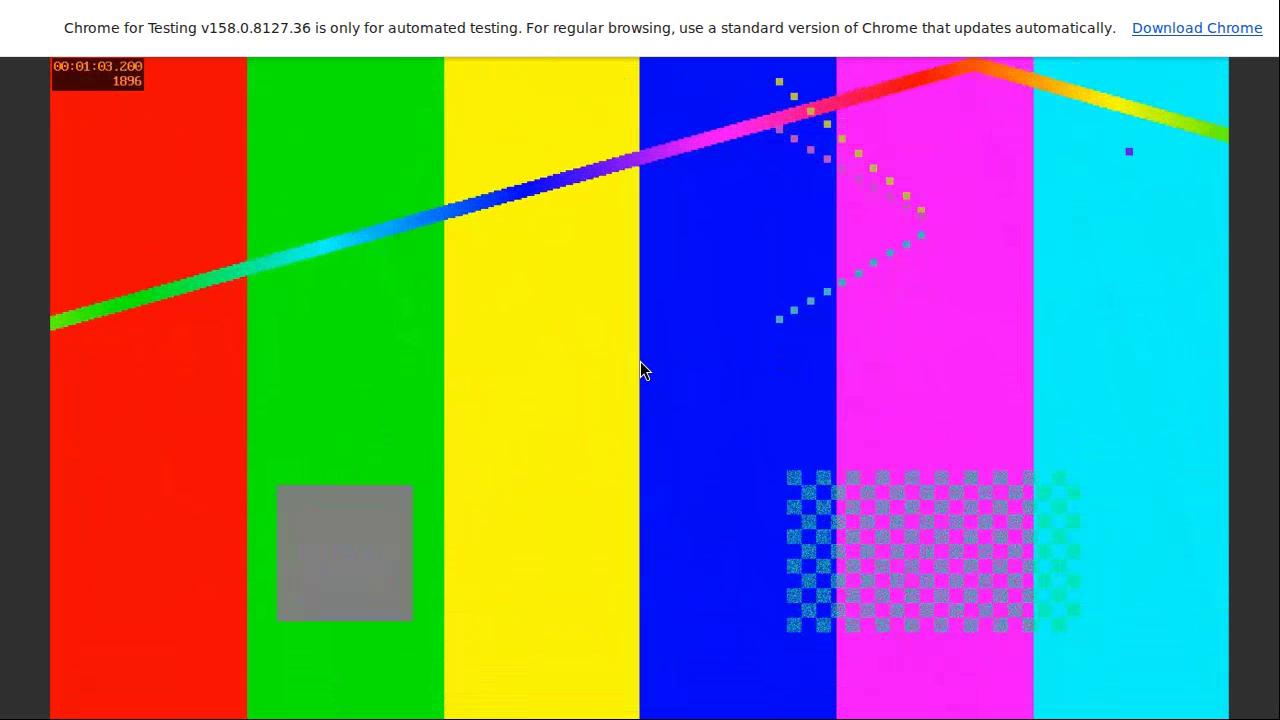 Chrome for Testing v158.0.8127.36 is only for automated testing. For regular browsing, use a standard version of Chrome that updates automatically. Download Chrome
00:01:03.200
1896